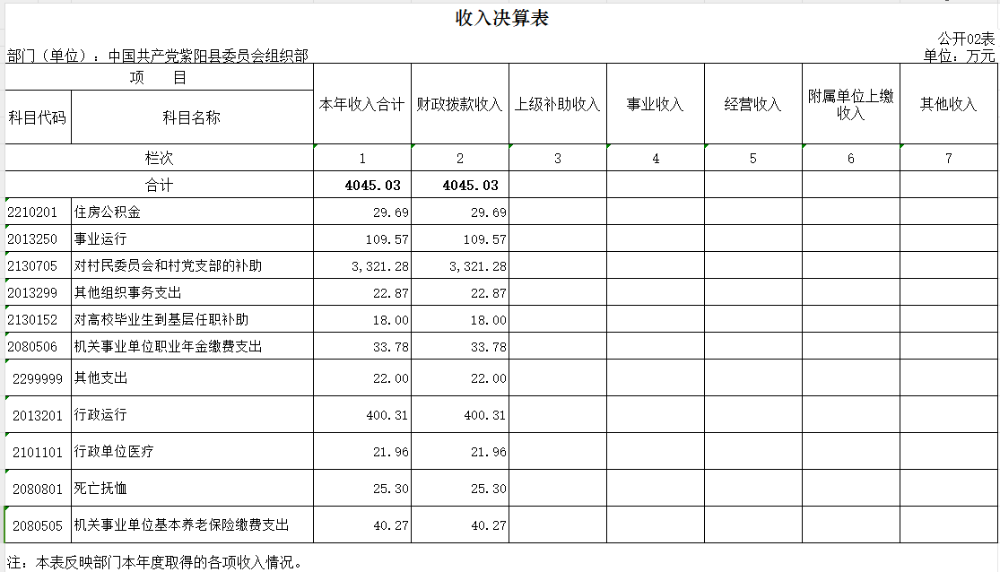 收入决算表
公开02表
部门（单位）：中国共产党紫阳县委员会组织部 单位：万元
项 目 本年收入合计 财政拨款收入 上级补助收入 事业收入 经营收入 附属单位上缴收入 其他收入
科目代码 科目名称
栏次 1 2 3 4 5 6 7
合计 4045.03 4045.03
2210201 住房公积金 29.69 29.69
2013250 事业运行 109.57 109.57
2130705 对村民委员会和村党支部的补助 3,321.28 3,321.28
2013299 其他组织事务支出 22.87 22.87
2130152 对高校毕业生到基层任职补助 18.00 18.00
2080506 机关事业单位职业年金缴费支出 33.78 33.78
2299999 其他支出 22.00 22.00
2013201 行政运行 400.31 400.31
2101101 行政单位医疗 21.96 21.96
2080801 死亡抚恤 25.30 25.30
2080505 机关事业单位基本养老保险缴费支出 40.27 40.27
注：本表反映部门本年度取得的各项收入情况。